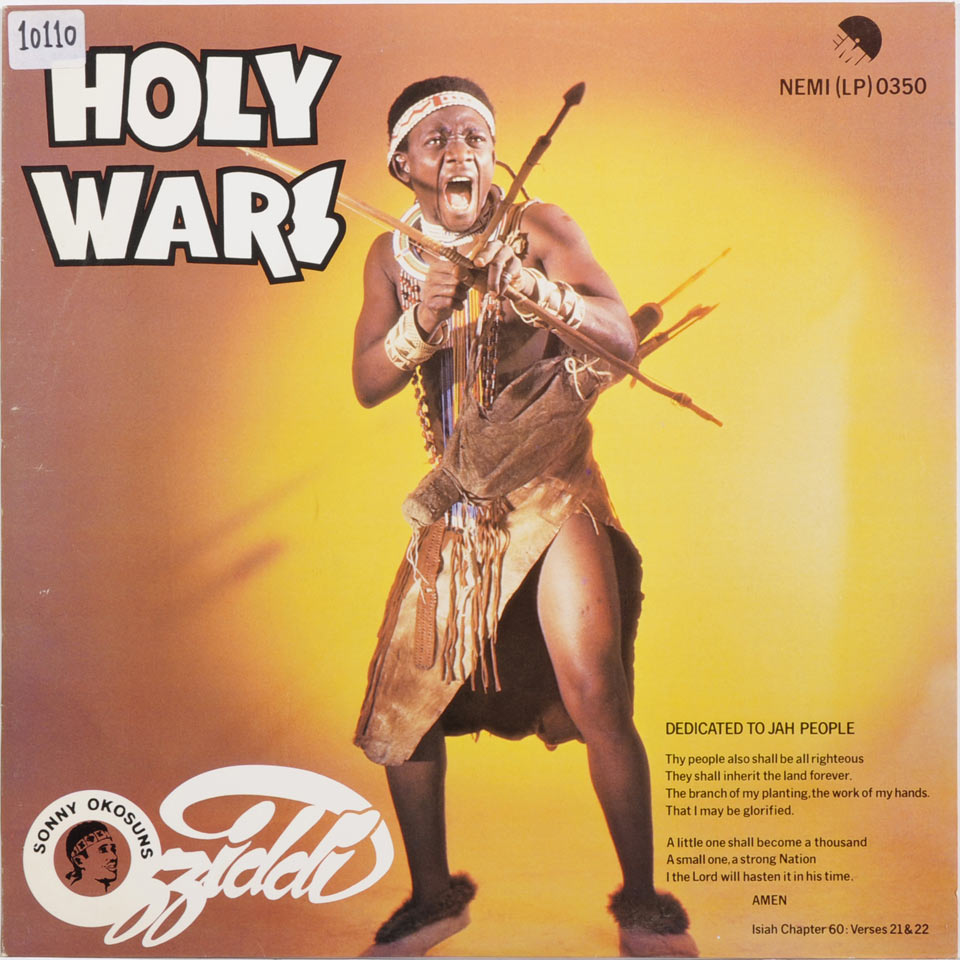 10110
HOLY
WARS
EMI
NEMI (LP) 0350
DEDICATED TO JAH PEOPLE
Thy people also shall be all righteous
They shall inherit the land forever.
The branch of my planting, the work of my hands.
That I may be glorified.
A little one shall become a thousand
A small one, a strong Nation
I the Lord will hasten it in his time.
AMEN
Isiah Chapter 60: Verses 21 & 22
SONNY OKOSUNS
Ozziddi